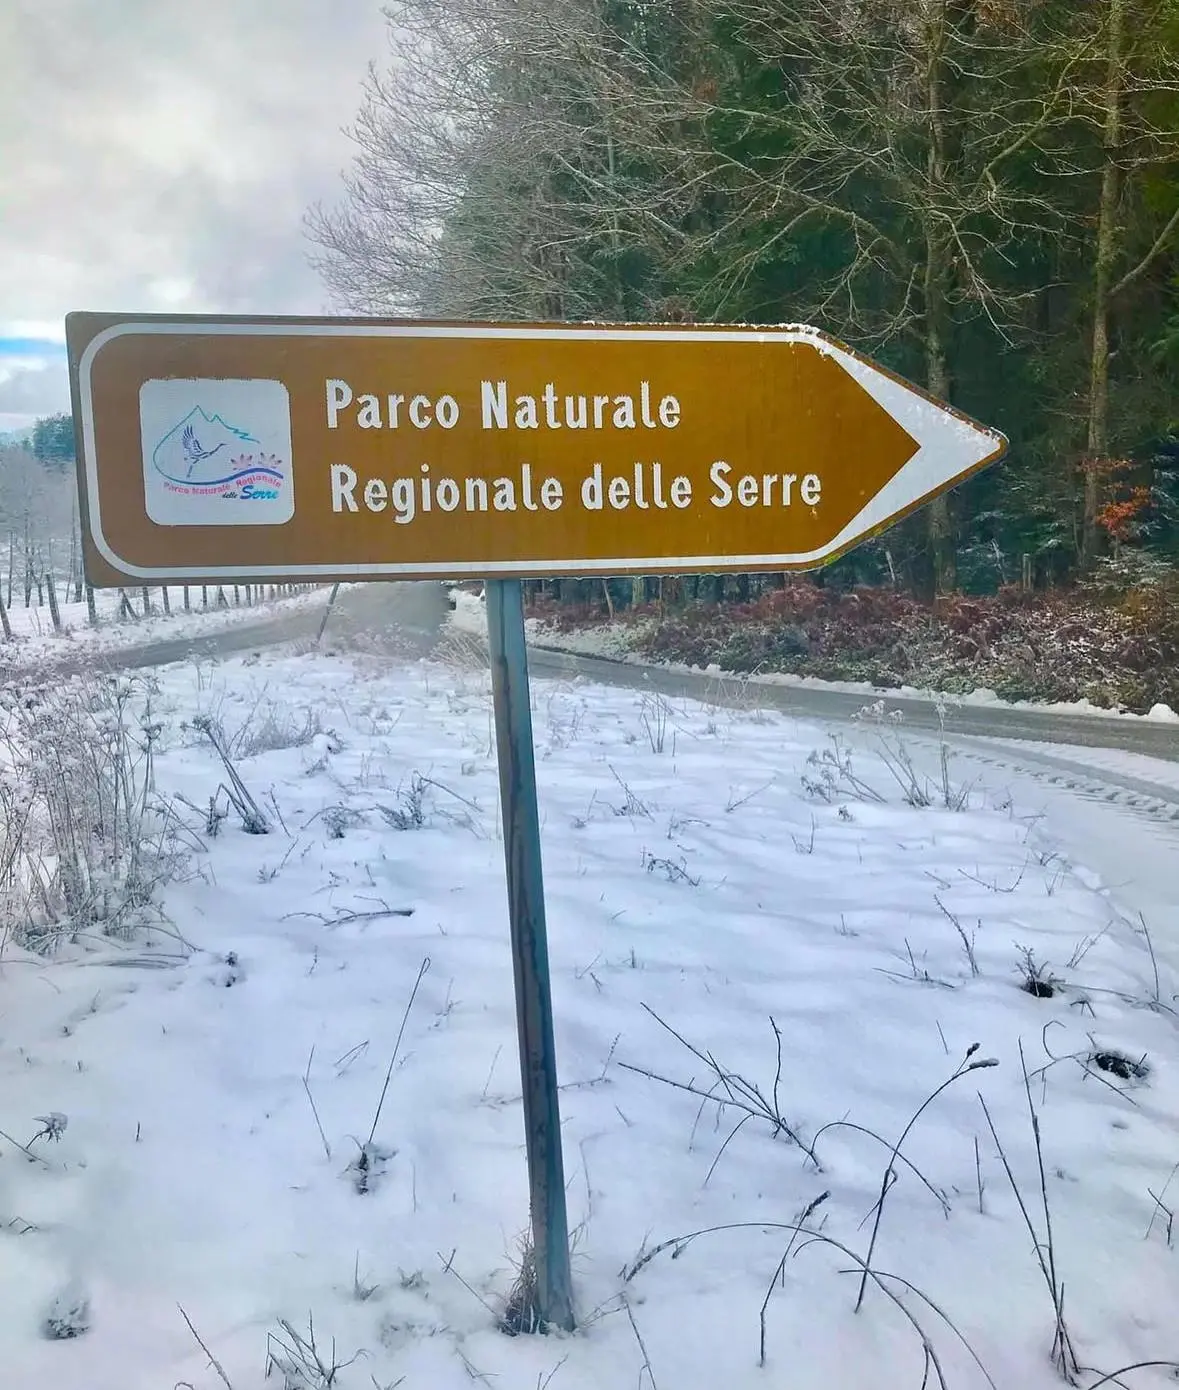 Parco Naturale
Regionale delle Serre
Parco Naturale Regionale
delle Serre